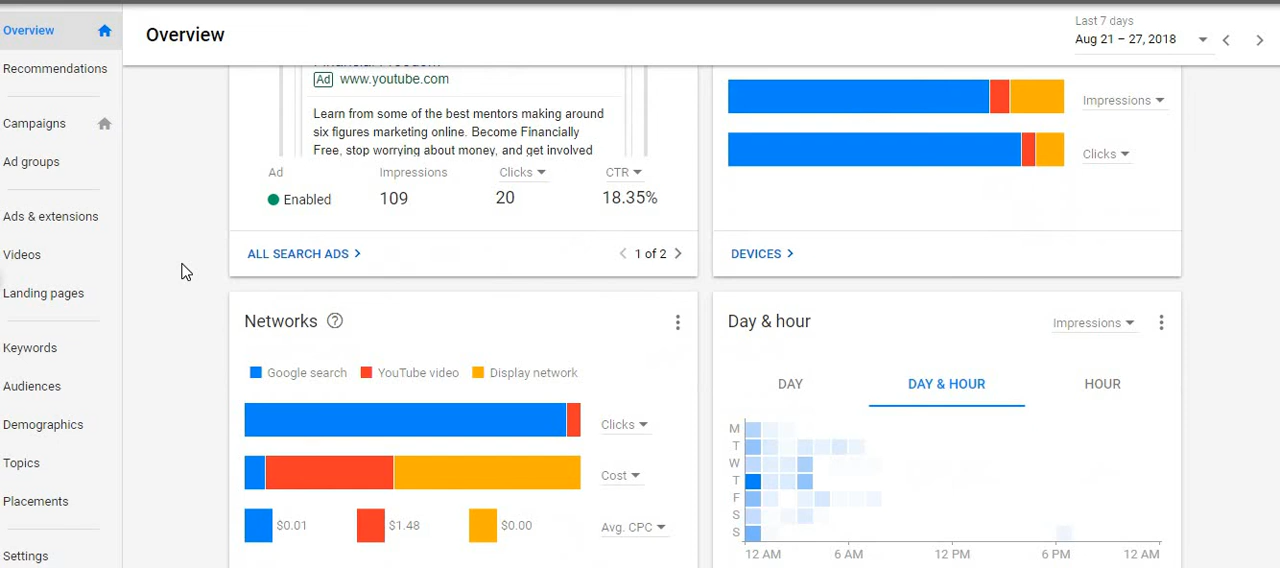 Overview
Recommendations
Campaigns
Ad groups
Ads & extensions
Videos
Landing pages
Keywords
Audiences
Demographics
Topics
Placements
Settings
Overview
Last 7 days
Aug 21 – 27, 2018
Ad www.youtube.com
Learn from some of the best mentors making around
six figures marketing online. Become Financially
Free, stop worrying about money, and get involved
Ad Impressions Clicks CTR
Enabled 109 20 18.35%
ALL SEARCH ADS 1 of 2
Impressions
Clicks
DEVICES
Networks
Google search YouTube video Display network
Clicks
Cost
$0.01 $1.48 $0.00 Avg. CPC
Day & hour Impressions
DAY DAY & HOUR HOUR
M
T
W
T
F
S
S
12 AM 6 AM 12 PM 6 PM 12 AM